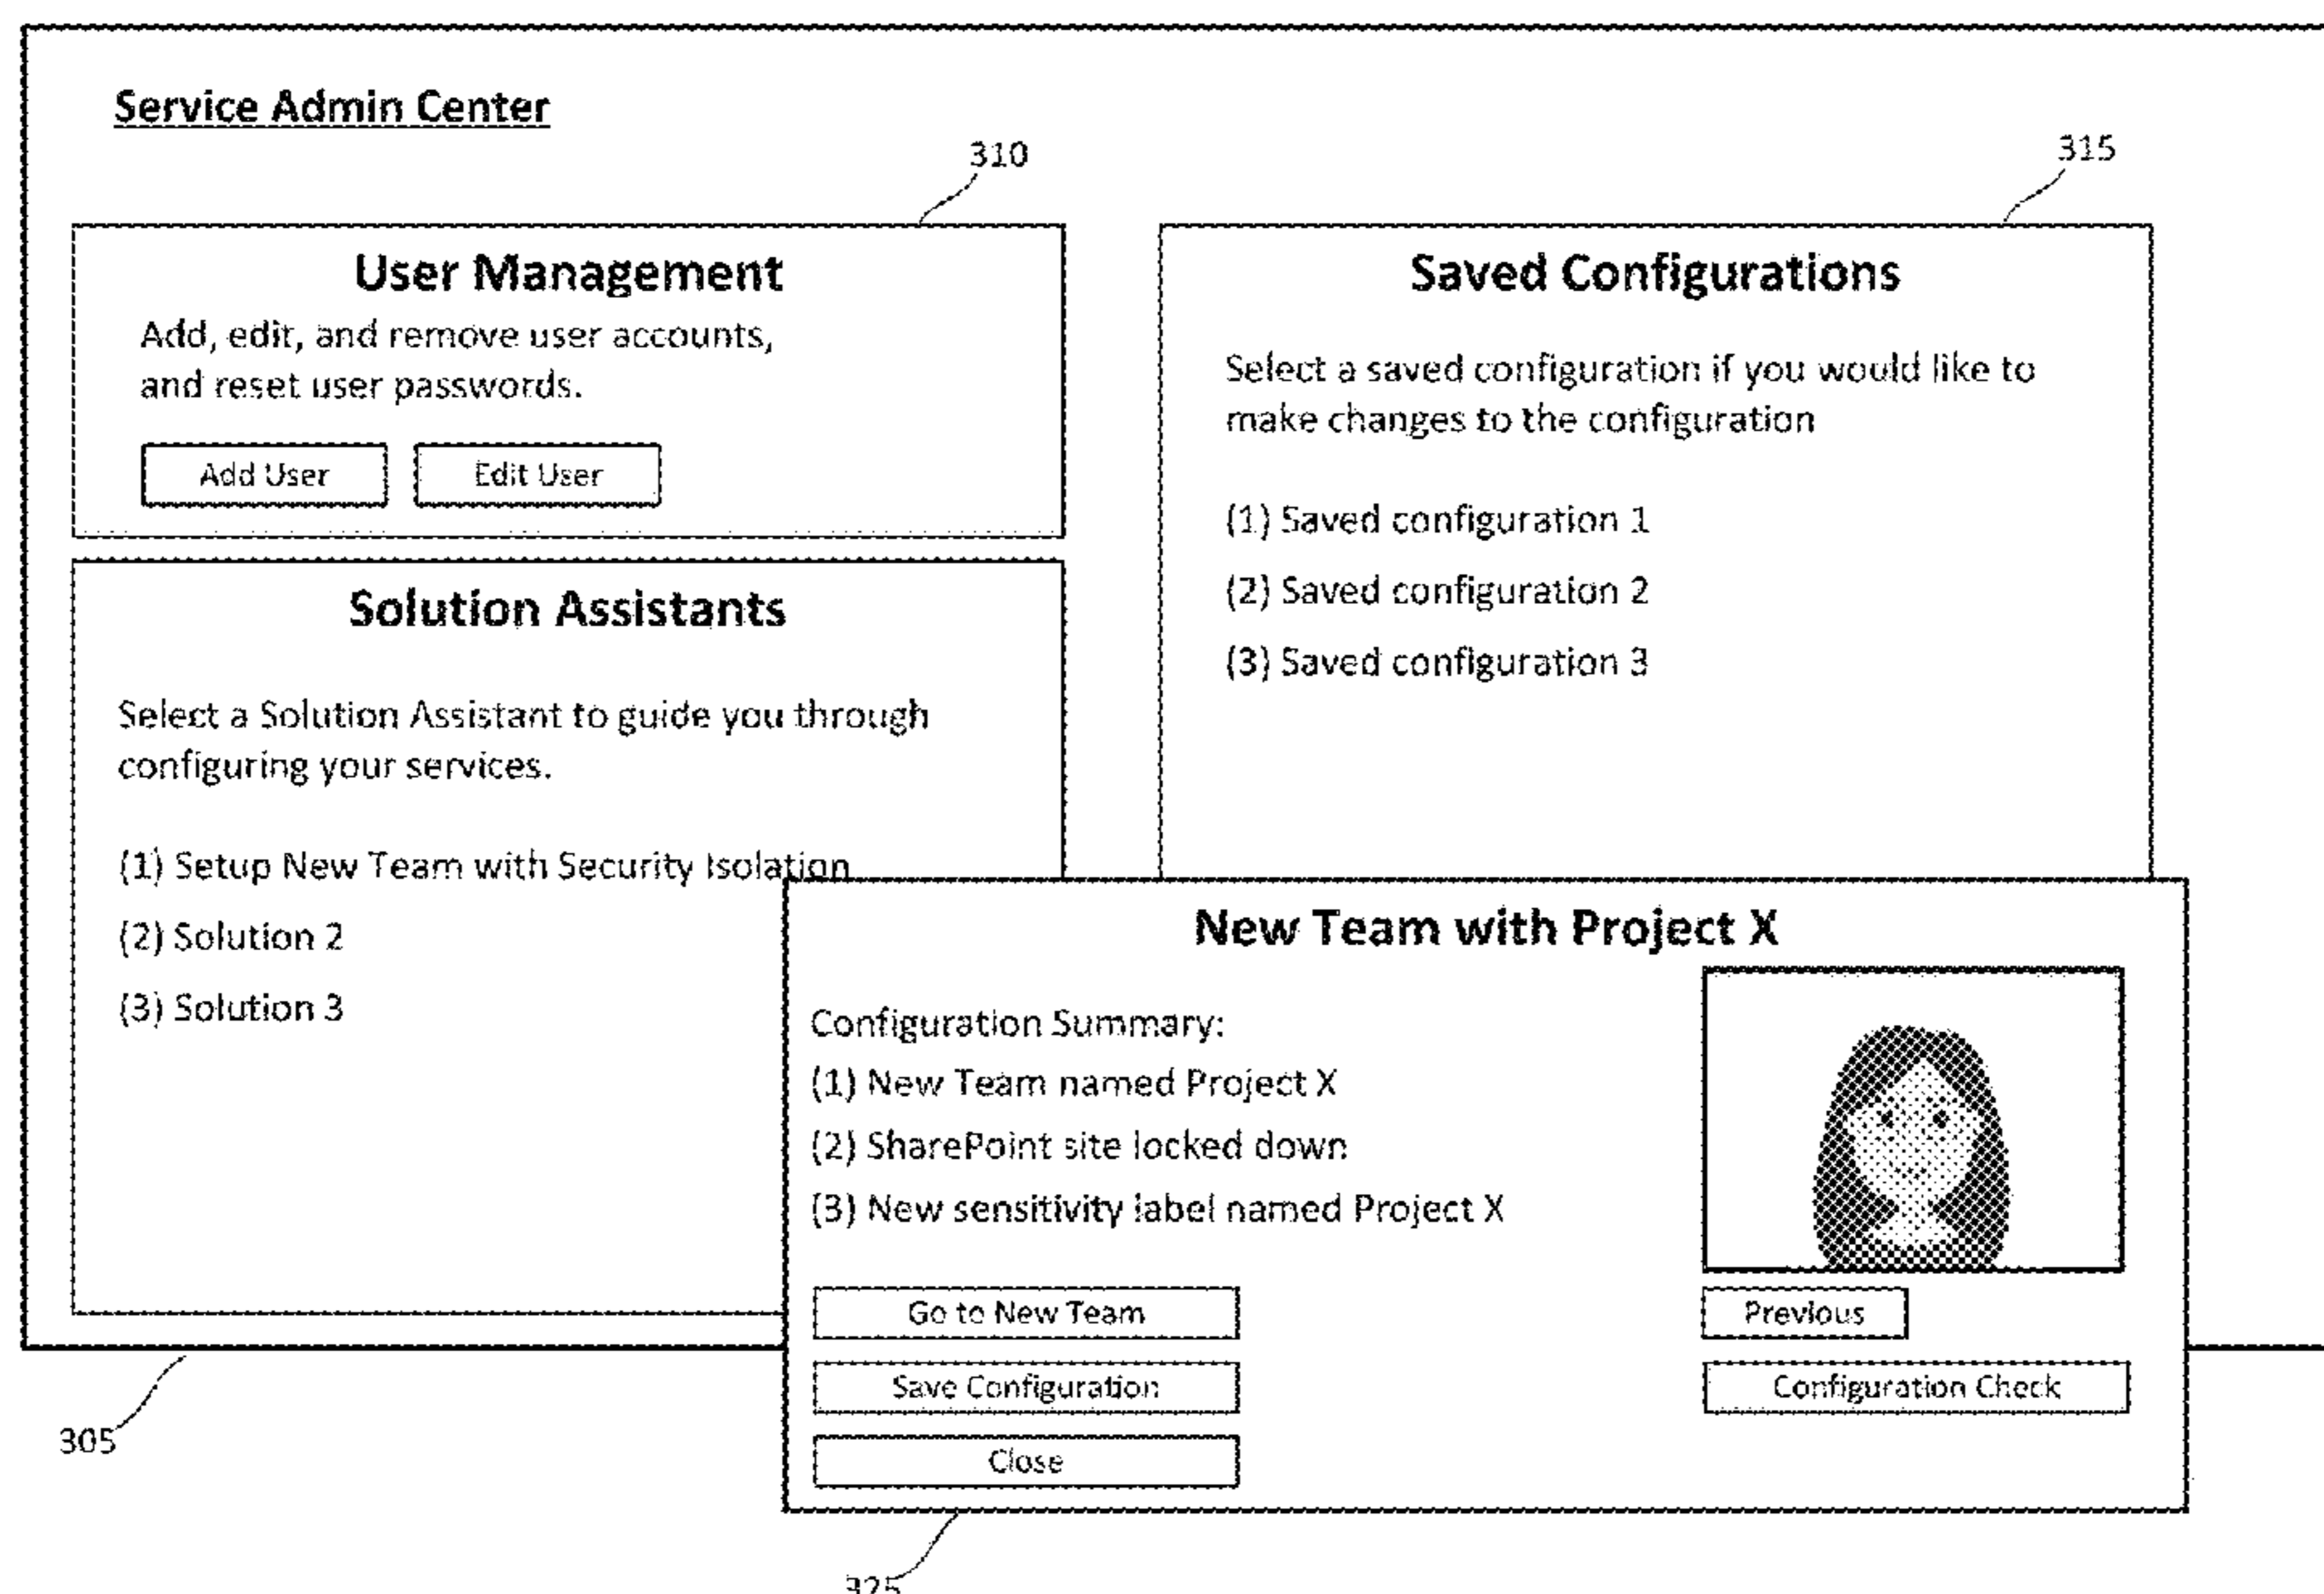 Service Admin Center
310
315
User Management
Add, edit, and remove user accounts,
and reset user passwords.
Add User
Edit User
Saved Configurations
Select a saved configuration if you would like to
make changes to the configuration
(1) Saved configuration 1
(2) Saved configuration 2
(3) Saved configuration 3
Solution Assistants
Select a Solution Assistant to guide you through
configuring your services.
(1) Setup New Team with Security Isolation
(2) Solution 2
(3) Solution 3
New Team with Project X
Configuration Summary:
(1) New Team named Project X
(2) SharePoint site locked down
(3) New sensitivity label named Project X
Go to New Team
Previous
Save Configuration
Configuration Check
Close
305
325